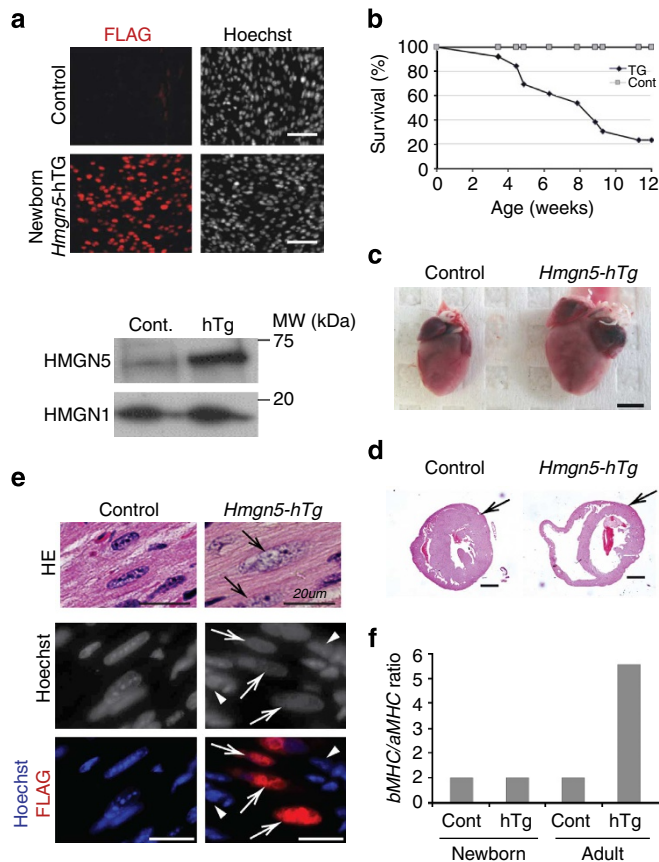 a
FLAG
Hoechst
Control
Newborn
Hmgn5-hTG
Cont.
hTg
MW (kDa)
HMGN5
75
HMGN1
20
b
Survival (%)
100
80
60
40
20
0
TG
Cont
0
2
4
6
8
10
12
Age (weeks)
c
Control
Hmgn5-hTg
d
Control
Hmgn5-hTg
e
Control
Hmgn5-hTg
HE
20um
Hoechst
Hoechst
FLAG
f
bMHC/aMHC ratio
6
5
4
3
2
2
0
Cont
hTg
Cont
hTg
Newborn
Adult